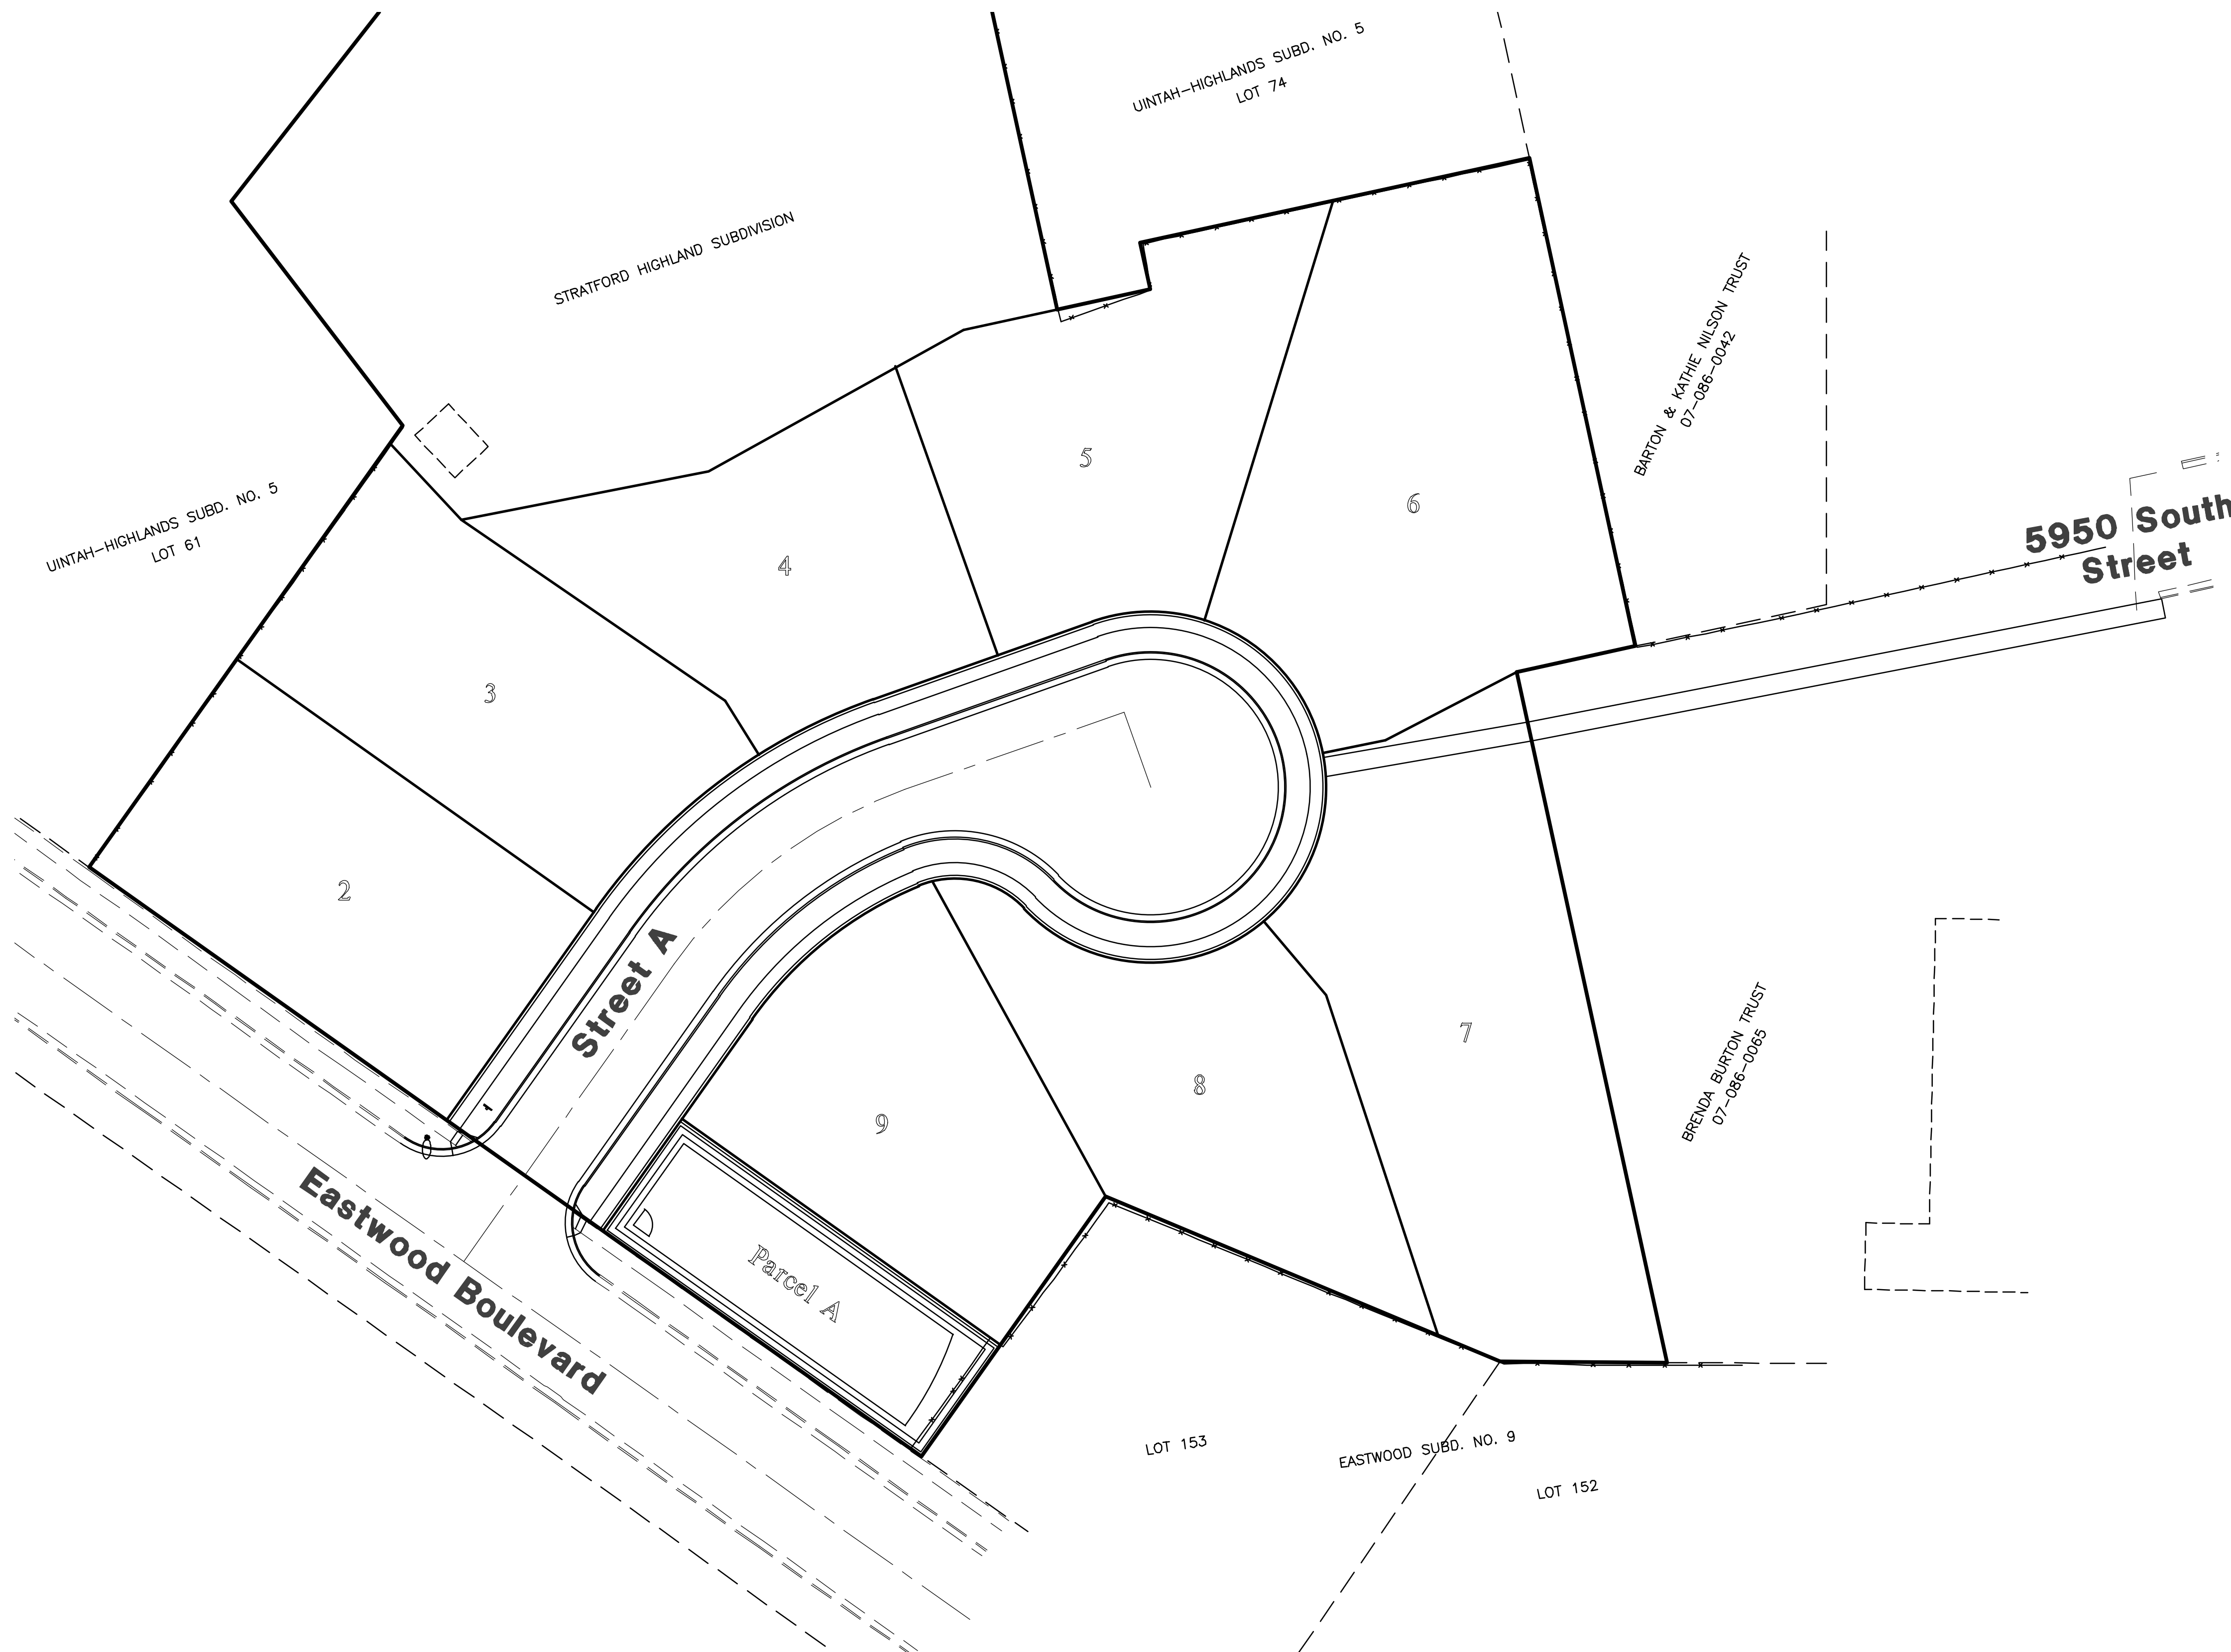 UINTAH-HIGHLANDS SUBD. NO. 5
LOT 74
STRATFORD HIGHLAND SUBDIVISION
BARTON & KATHIE NILSON TRUST
07-086-0042
5
6
5950 South
Street
UINTAH-HIGHLANDS SUBD. NO. 5
LOT 61
4
3
2
Street A
7
8
9
BRENDA BURTON TRUST
07-086-0065
Eastwood Boulevard
Parcel A
LOT 153
EASTWOOD SUBD. NO. 9
LOT 152